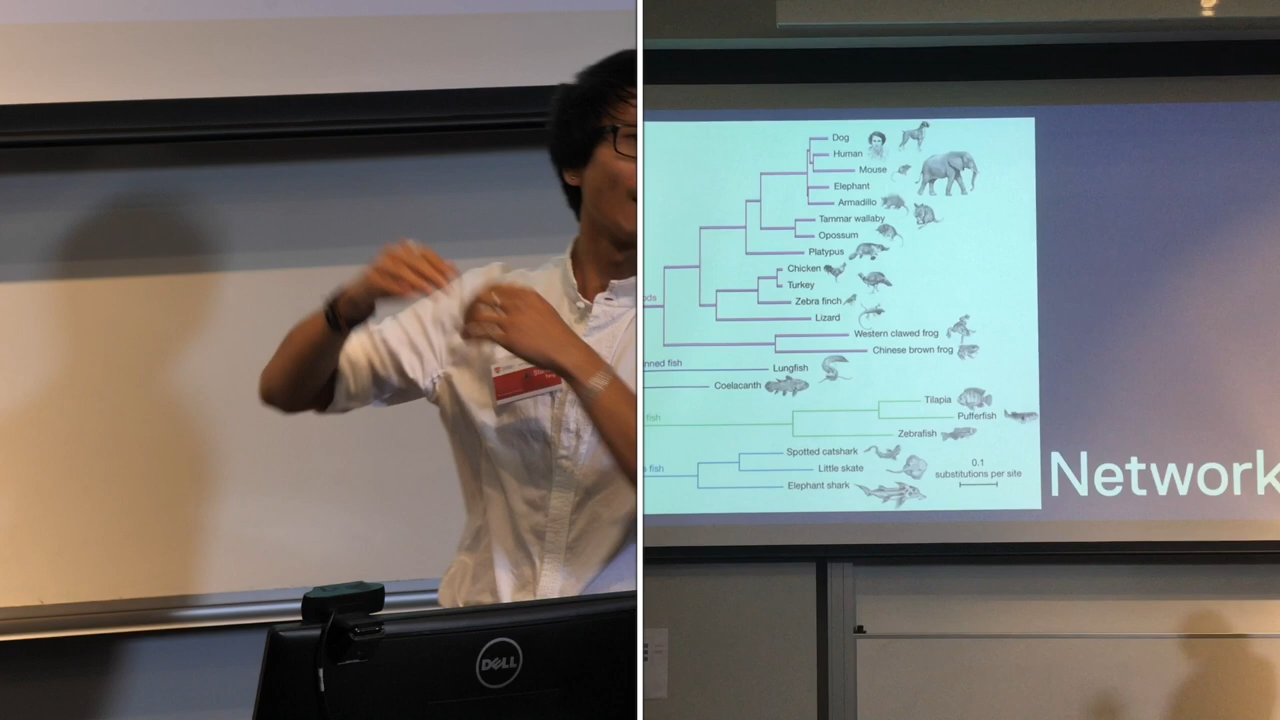 DELL
Dog
Human
Mouse
Elephant
Armadillo
Tammar wallaby
Opossum
Platypus
Chicken
Turkey
Zebra finch
Lizard
Western clawed frog
Chinese brown frog
Lungfish
Coelacanth
fish
Tilapia
Pufferfish
Zebrafish
fish
Spotted catshark
Little skate
Elephant shark
0.1
substitutions per site
Network